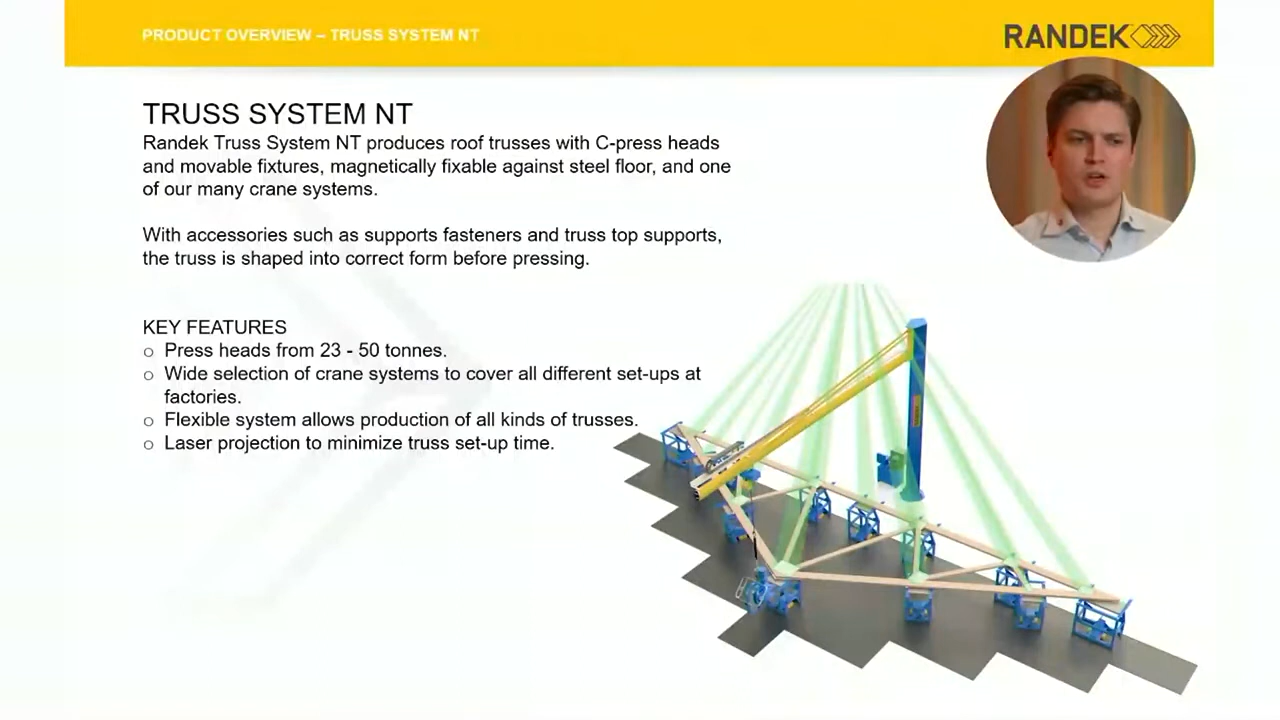 PRODUCT OVERVIEW – TRUSS SYSTEM NT
RANDEK
TRUSS SYSTEM NT
Randek Truss System NT produces roof trusses with C-press heads
and movable fixtures, magnetically fixable against steel floor, and one
of our many crane systems.
With accessories such as supports fasteners and truss top supports,
the truss is shaped into correct form before pressing.
KEY FEATURES
o Press heads from 23 - 50 tonnes.
o Wide selection of crane systems to cover all different set-ups at
factories.
o Flexible system allows production of all kinds of trusses.
o Laser projection to minimize truss set-up time.